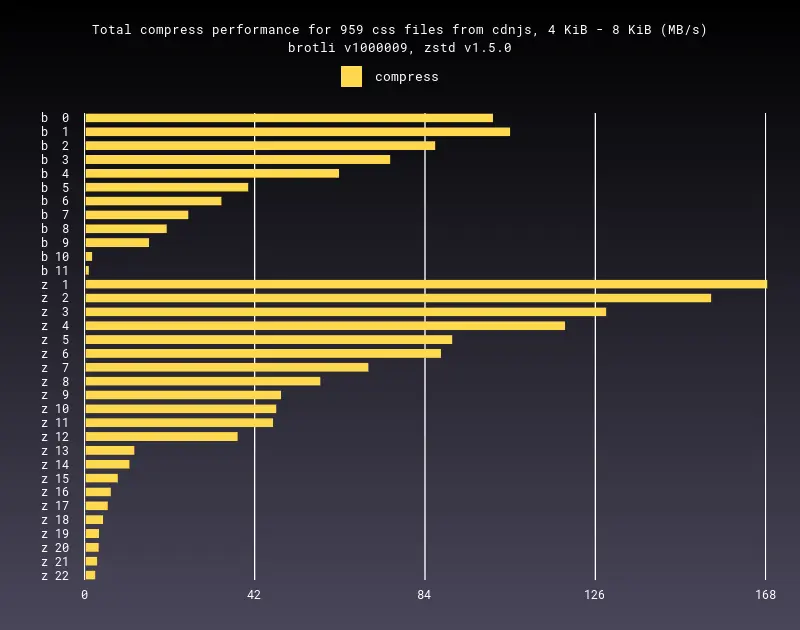 Total compress performance for 959 css files from cdnjs, 4 KiB - 8 KiB (MB/s)
brotli v1000009, zstd v1.5.0
compress
b 0
b 1
b 2
b 3
b 4
b 5
b 6
b 7
b 8
b 9
b 10
b 11
z 1
z 2
z 3
z 4
z 5
z 6
z 7
z 8
z 9
z 10
z 11
z 12
z 13
z 14
z 15
z 16
z 17
z 18
z 19
z 20
z 21
z 22
0 42 84 126 168